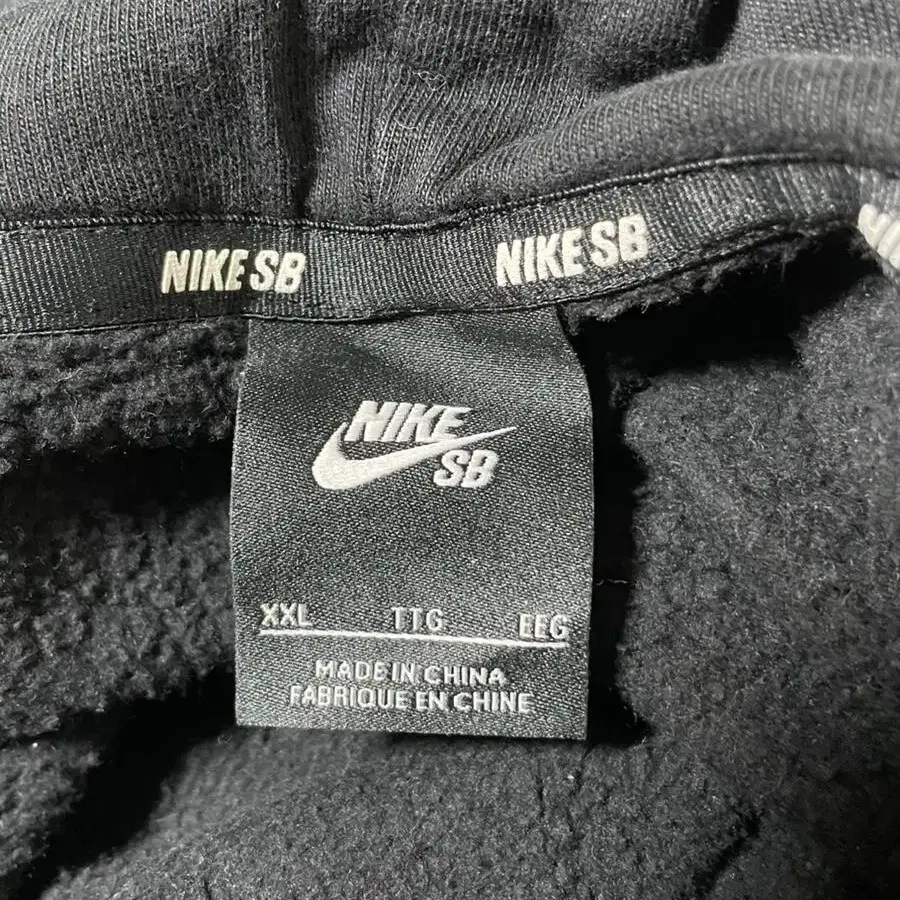 NIKE SB
NIKE SB
NIKE
SB
XXL TTG EEG
MADE IN CHINA
FABRIQUE EN CHINE